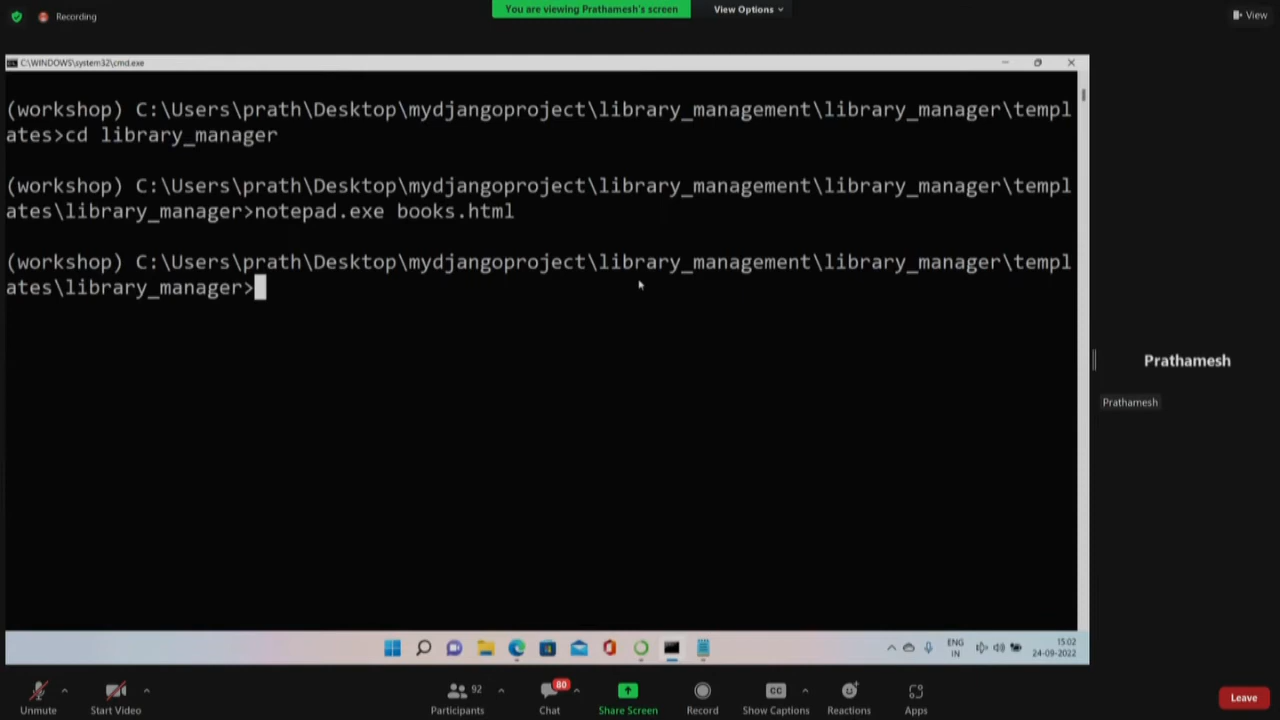 Recording
You are viewing Prathamesh's screen
View Options
View
C:\WINDOWS\system32\cmd.exe
(workshop) C:\Users\prath\Desktop\mydjangoproject\library_management\library_manager\templ
ates>cd library_manager
(workshop) C:\Users\prath\Desktop\mydjangoproject\library_management\library_manager\templ
ates\library_manager>notepad.exe books.html
(workshop) C:\Users\prath\Desktop\mydjangoproject\library_management\library_manager\templ
ates\library_manager>
Prathamesh
Prathamesh
ENG
IN
15:02
24-09-2022
Unmute
Start Video
Participants
92
Chat
80
Share Screen
Record
CC
Show Captions
Reactions
Apps
Leave